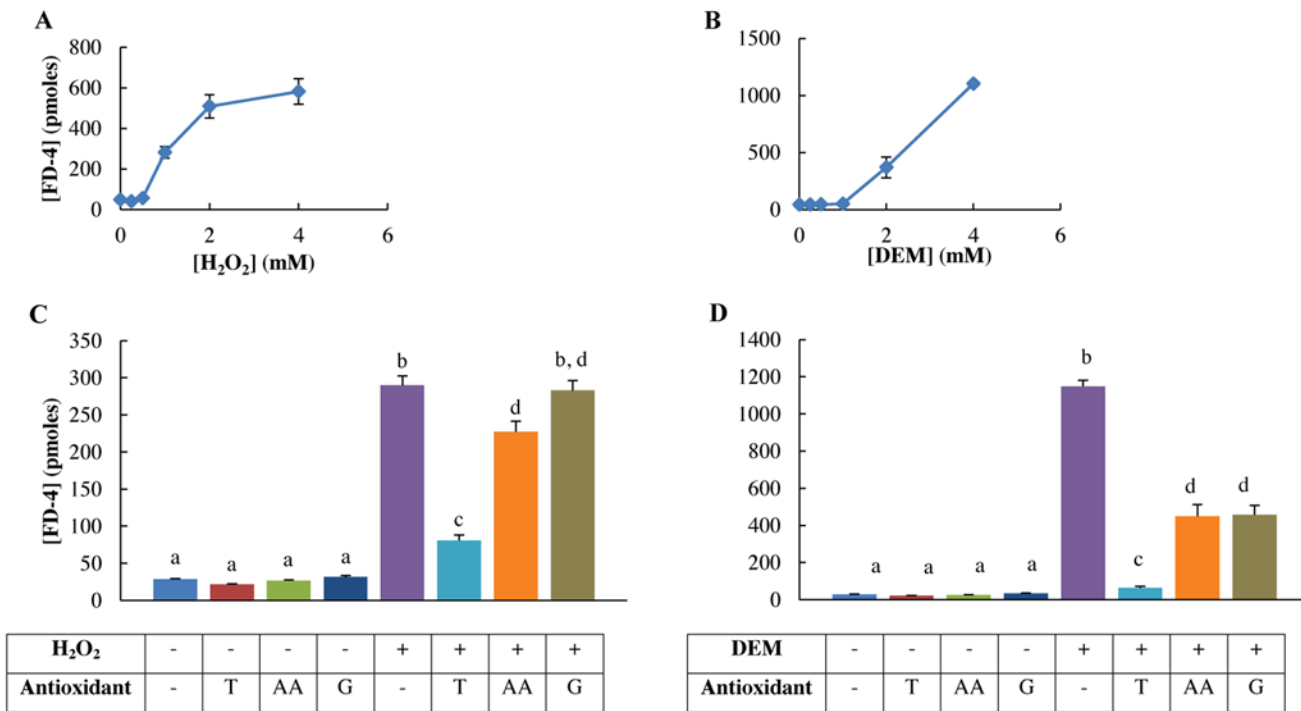 A
800
600
400
200
0
[FD-4] (pmoles)
0 2 4 6
[H₂O₂] (mM)
B
1500
1000
500
0
0 2 4 6
[DEM] (mM)
C
350
300
250
200
150
100
50
0
[FD-4] (pmoles)
a a a a b c d b, d
H₂O₂ - - - - + + + +
Antioxidant - T AA G - T AA G
D
1400
1200
1000
800
600
400
200
0
a a a a b c d d
DEM - - - - + + + +
Antioxidant - T AA G - T AA G